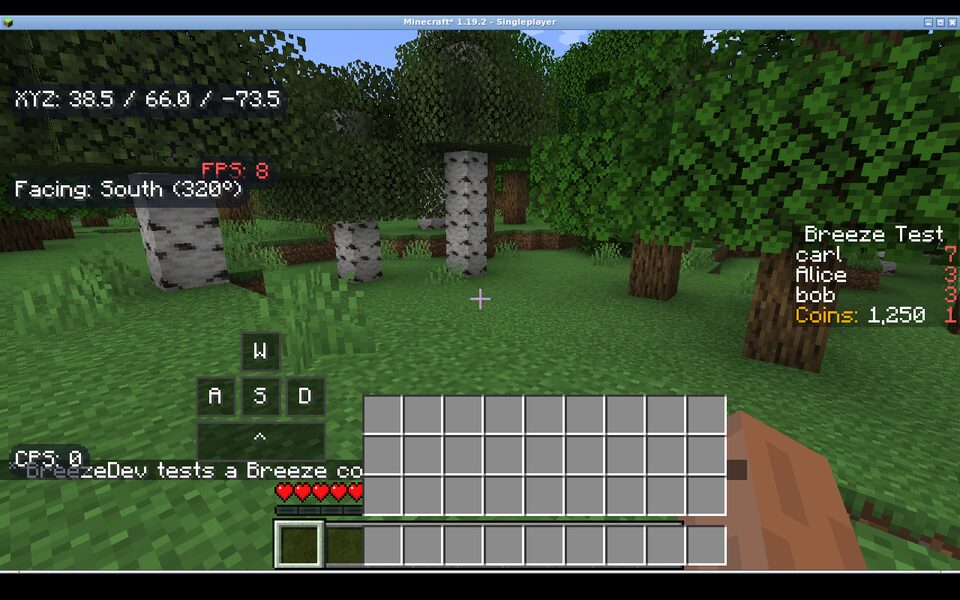 Minecraft* 1.19.2 - Singleplayer
XYZ: 38.5 / 66.0 / -73.5
FPS: 8
Facing: South (320°)
Breeze Test
carl 7
Alice 3
bob 3
Coins: 1,250 1
W
A S D
^
CPS: 0
BreezeDev tests a Breeze co